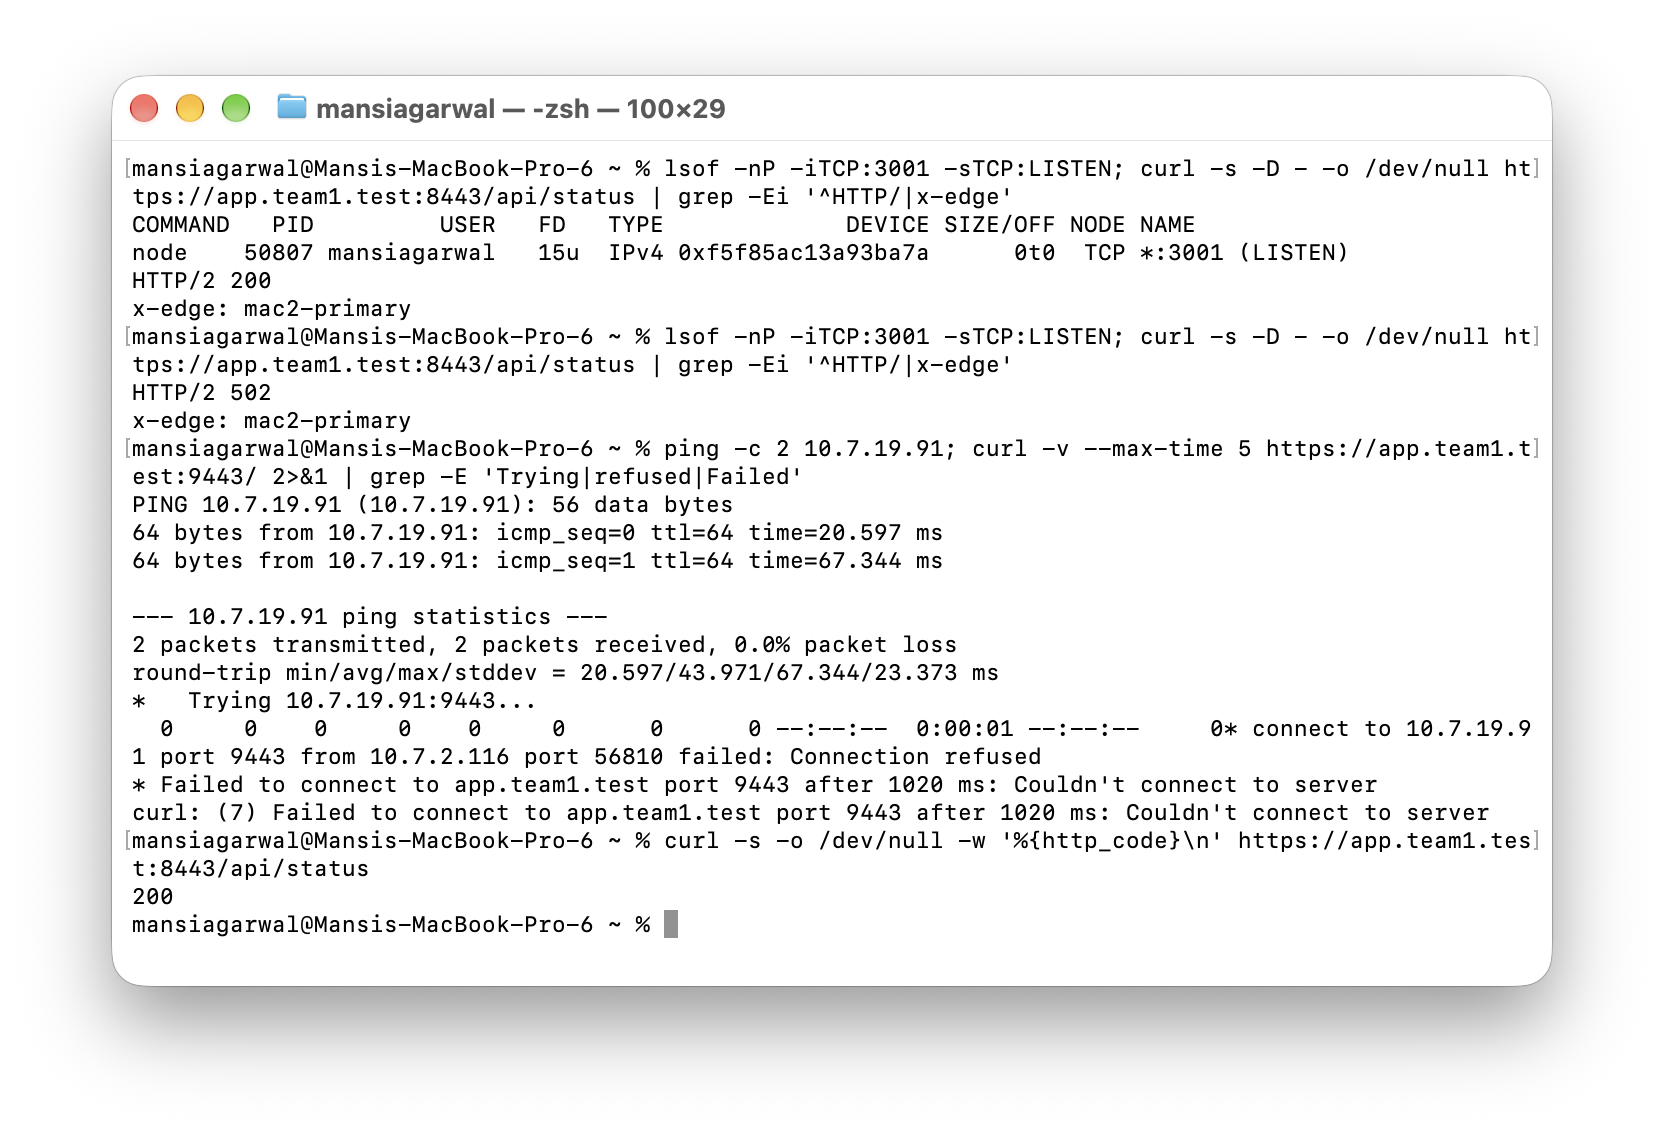 mansiagarwal — -zsh — 100×29
[mansiagarwal@Mansis-MacBook-Pro-6 ~ % lsof -nP -iTCP:3001 -sTCP:LISTEN; curl -s -D - -o /dev/null ht]
tps://app.team1.test:8443/api/status | grep -Ei '^HTTP/|x-edge'
COMMAND   PID         USER   FD   TYPE             DEVICE SIZE/OFF NODE NAME
node    50807 mansiagarwal   15u  IPv4 0xf5f85ac13a93ba7a      0t0  TCP *:3001 (LISTEN)
HTTP/2 200
x-edge: mac2-primary
[mansiagarwal@Mansis-MacBook-Pro-6 ~ % lsof -nP -iTCP:3001 -sTCP:LISTEN; curl -s -D - -o /dev/null ht]
tps://app.team1.test:8443/api/status | grep -Ei '^HTTP/|x-edge'
HTTP/2 502
x-edge: mac2-primary
[mansiagarwal@Mansis-MacBook-Pro-6 ~ % ping -c 2 10.7.19.91; curl -v --max-time 5 https://app.team1.t]
est:9443/ 2>&1 | grep -E 'Trying|refused|Failed'
PING 10.7.19.91 (10.7.19.91): 56 data bytes
64 bytes from 10.7.19.91: icmp_seq=0 ttl=64 time=20.597 ms
64 bytes from 10.7.19.91: icmp_seq=1 ttl=64 time=67.344 ms
--- 10.7.19.91 ping statistics ---
2 packets transmitted, 2 packets received, 0.0% packet loss
round-trip min/avg/max/stddev = 20.597/43.971/67.344/23.373 ms
*   Trying 10.7.19.91:9443...
  0     0    0     0    0     0      0      0 --:--:--  0:00:01 --:--:--     0* connect to 10.7.19.9
1 port 9443 from 10.7.2.116 port 56810 failed: Connection refused
* Failed to connect to app.team1.test port 9443 after 1020 ms: Couldn't connect to server
curl: (7) Failed to connect to app.team1.test port 9443 after 1020 ms: Couldn't connect to server
[mansiagarwal@Mansis-MacBook-Pro-6 ~ % curl -s -o /dev/null -w '%{http_code}\n' https://app.team1.tes]
t:8443/api/status
200
mansiagarwal@Mansis-MacBook-Pro-6 ~ %